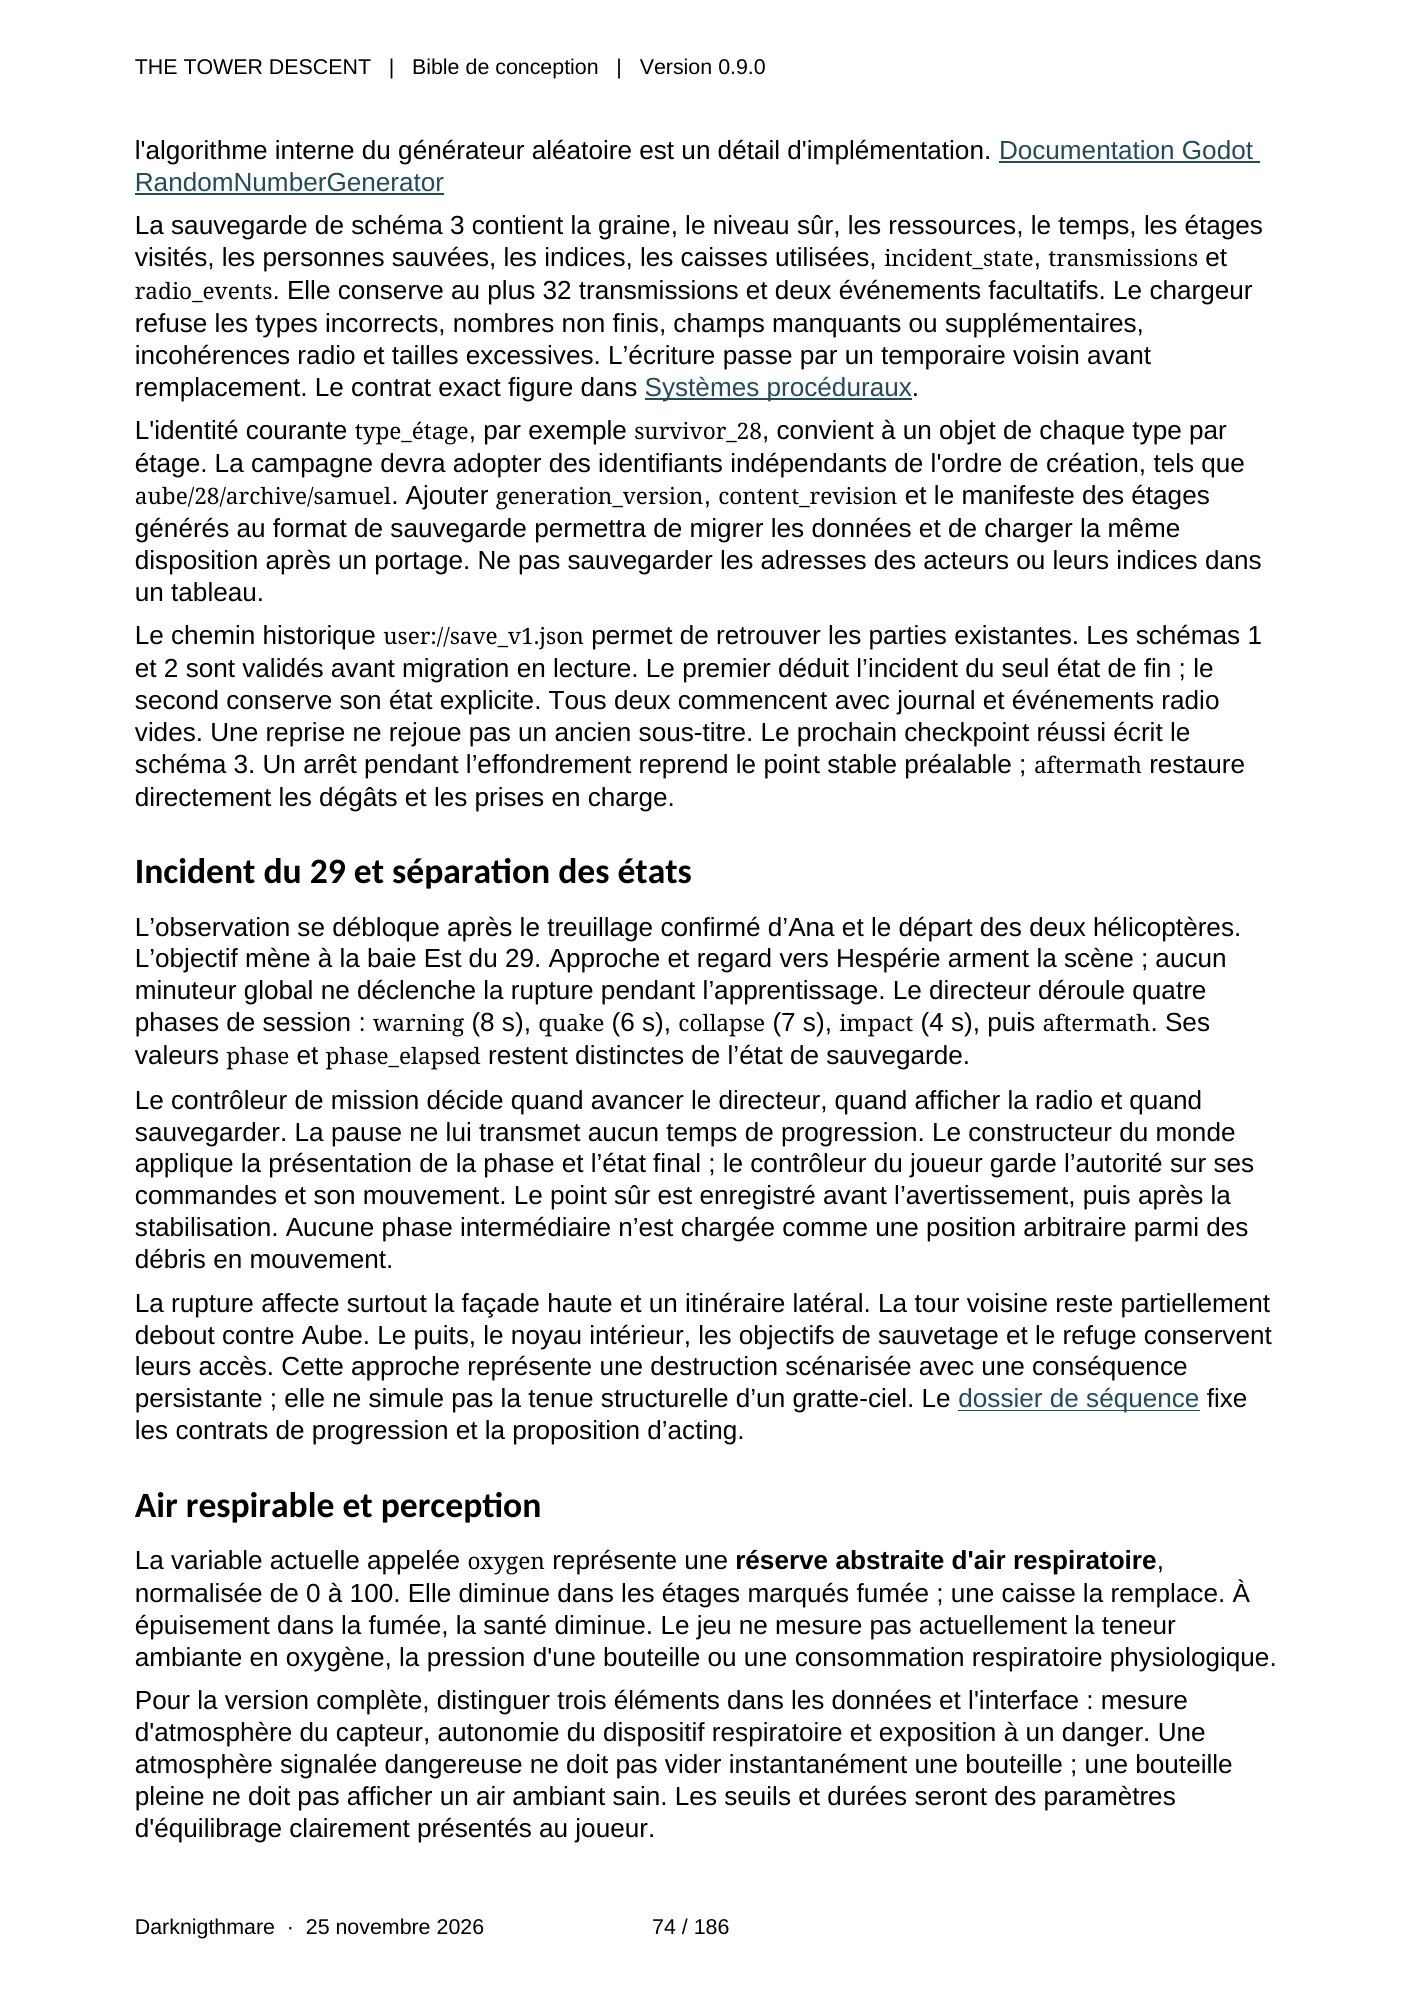 THE TOWER DESCENT | Bible de conception | Version 0.9.0
l'algorithme interne du générateur aléatoire est un détail d'implémentation. Documentation Godot
RandomNumberGenerator
La sauvegarde de schéma 3 contient la graine, le niveau sûr, les ressources, le temps, les étages
visités, les personnes sauvées, les indices, les caisses utilisées, incident_state, transmissions et
radio_events. Elle conserve au plus 32 transmissions et deux événements facultatifs. Le chargeur
refuse les types incorrects, nombres non finis, champs manquants ou supplémentaires,
incohérences radio et tailles excessives. L’écriture passe par un temporaire voisin avant
remplacement. Le contrat exact figure dans Systèmes procéduraux.
L'identité courante type_étage, par exemple survivor_28, convient à un objet de chaque type par
étage. La campagne devra adopter des identifiants indépendants de l'ordre de création, tels que
aube/28/archive/samuel. Ajouter generation_version, content_revision et le manifeste des étages
générés au format de sauvegarde permettra de migrer les données et de charger la même
disposition après un portage. Ne pas sauvegarder les adresses des acteurs ou leurs indices dans
un tableau.
Le chemin historique user://save_v1.json permet de retrouver les parties existantes. Les schémas 1
et 2 sont validés avant migration en lecture. Le premier déduit l’incident du seul état de fin ; le
second conserve son état explicite. Tous deux commencent avec journal et événements radio
vides. Une reprise ne rejoue pas un ancien sous-titre. Le prochain checkpoint réussi écrit le
schéma 3. Un arrêt pendant l’effondrement reprend le point stable préalable ; aftermath restaure
directement les dégâts et les prises en charge.
Incident du 29 et séparation des états
L’observation se débloque après le treuillage confirmé d’Ana et le départ des deux hélicoptères.
L’objectif mène à la baie Est du 29. Approche et regard vers Hespérie arment la scène ; aucun
minuteur global ne déclenche la rupture pendant l’apprentissage. Le directeur déroule quatre
phases de session : warning (8 s), quake (6 s), collapse (7 s), impact (4 s), puis aftermath. Ses
valeurs phase et phase_elapsed restent distinctes de l’état de sauvegarde.
Le contrôleur de mission décide quand avancer le directeur, quand afficher la radio et quand
sauvegarder. La pause ne lui transmet aucun temps de progression. Le constructeur du monde
applique la présentation de la phase et l’état final ; le contrôleur du joueur garde l’autorité sur ses
commandes et son mouvement. Le point sûr est enregistré avant l’avertissement, puis après la
stabilisation. Aucune phase intermédiaire n’est chargée comme une position arbitraire parmi des
débris en mouvement.
La rupture affecte surtout la façade haute et un itinéraire latéral. La tour voisine reste partiellement
debout contre Aube. Le puits, le noyau intérieur, les objectifs de sauvetage et le refuge conservent
leurs accès. Cette approche représente une destruction scénarisée avec une conséquence
persistante ; elle ne simule pas la tenue structurelle d’un gratte-ciel. Le dossier de séquence fixe
les contrats de progression et la proposition d’acting.
Air respirable et perception
La variable actuelle appelée oxygen représente une réserve abstraite d'air respiratoire,
normalisée de 0 à 100. Elle diminue dans les étages marqués fumée ; une caisse la remplace. À
épuisement dans la fumée, la santé diminue. Le jeu ne mesure pas actuellement la teneur
ambiante en oxygène, la pression d'une bouteille ou une consommation respiratoire physiologique.
Pour la version complète, distinguer trois éléments dans les données et l'interface : mesure
d'atmosphère du capteur, autonomie du dispositif respiratoire et exposition à un danger. Une
atmosphère signalée dangereuse ne doit pas vider instantanément une bouteille ; une bouteille
pleine ne doit pas afficher un air ambiant sain. Les seuils et durées seront des paramètres
d'équilibrage clairement présentés au joueur.
Darknigthmare · 25 novembre 2026 74 / 186